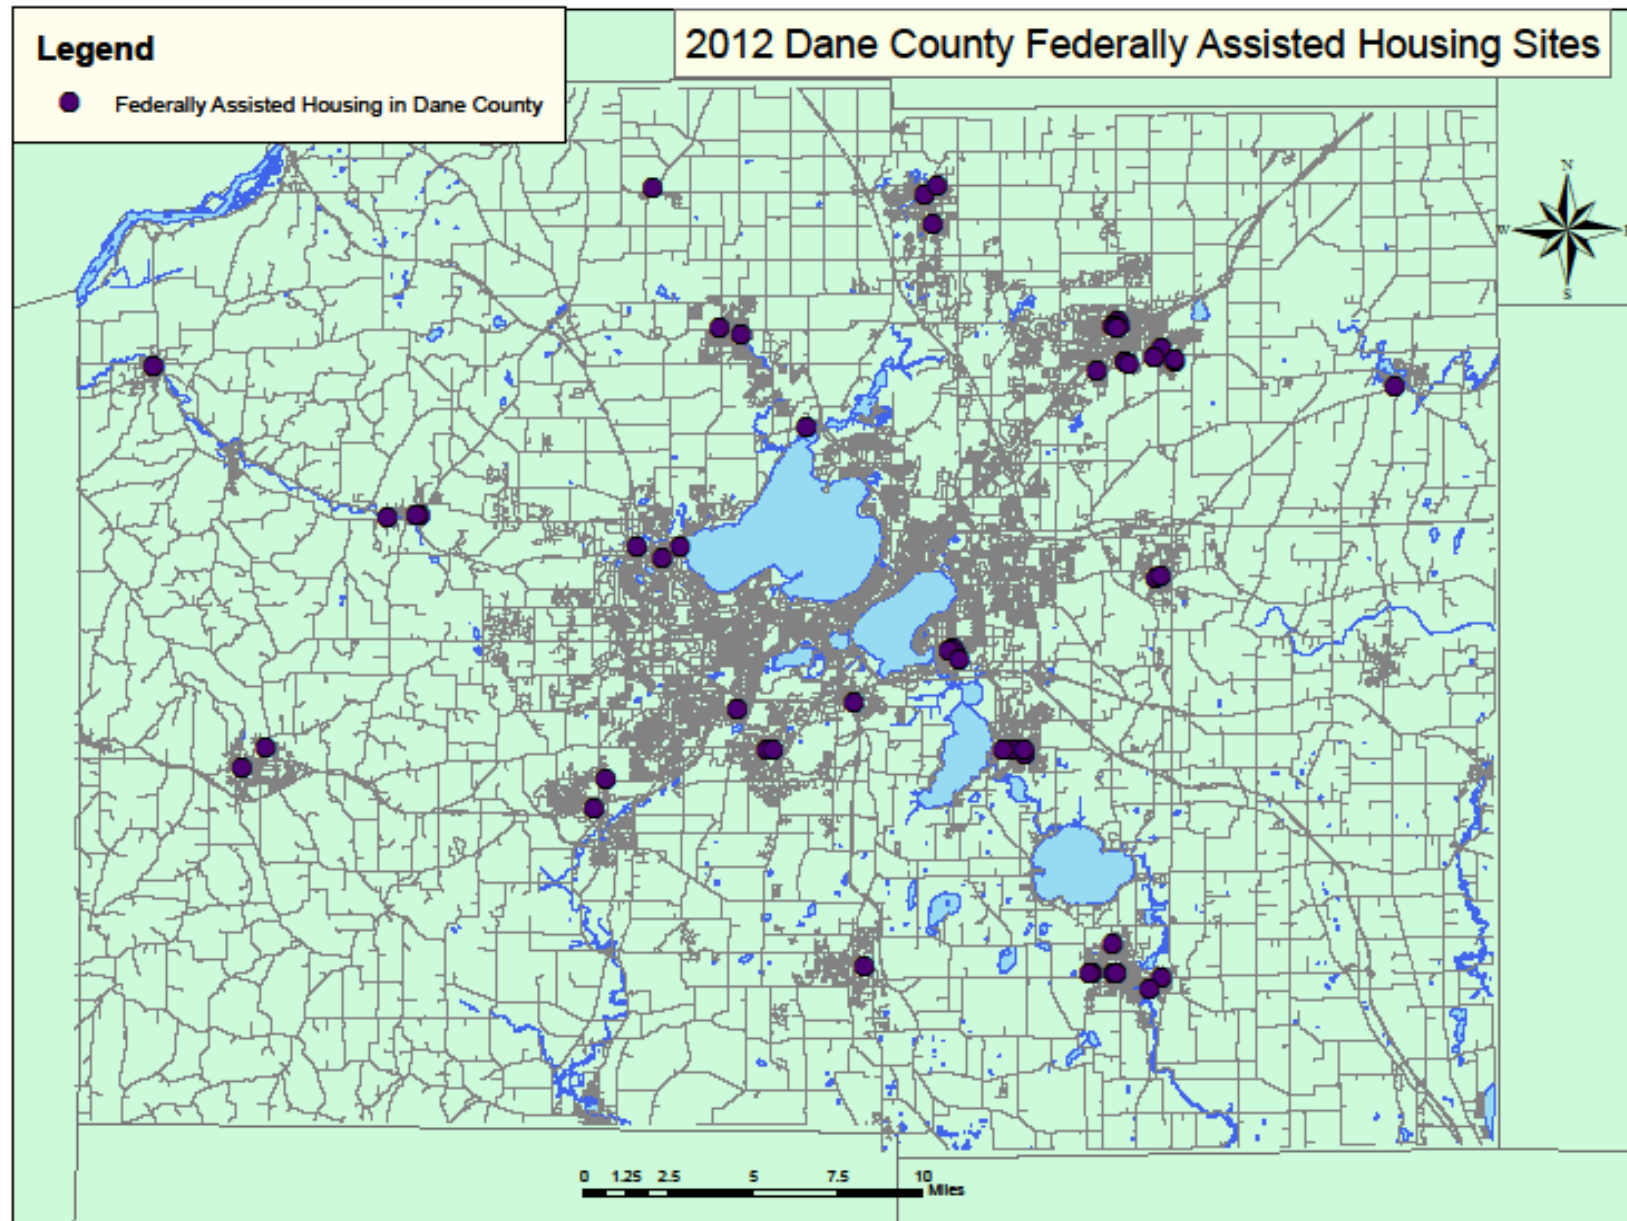 Legend
Federally Assisted Housing in Dane County
2012 Dane County Federally Assisted Housing Sites
N
W
S
0 1.25 2.5 5 7.5 10
Miles